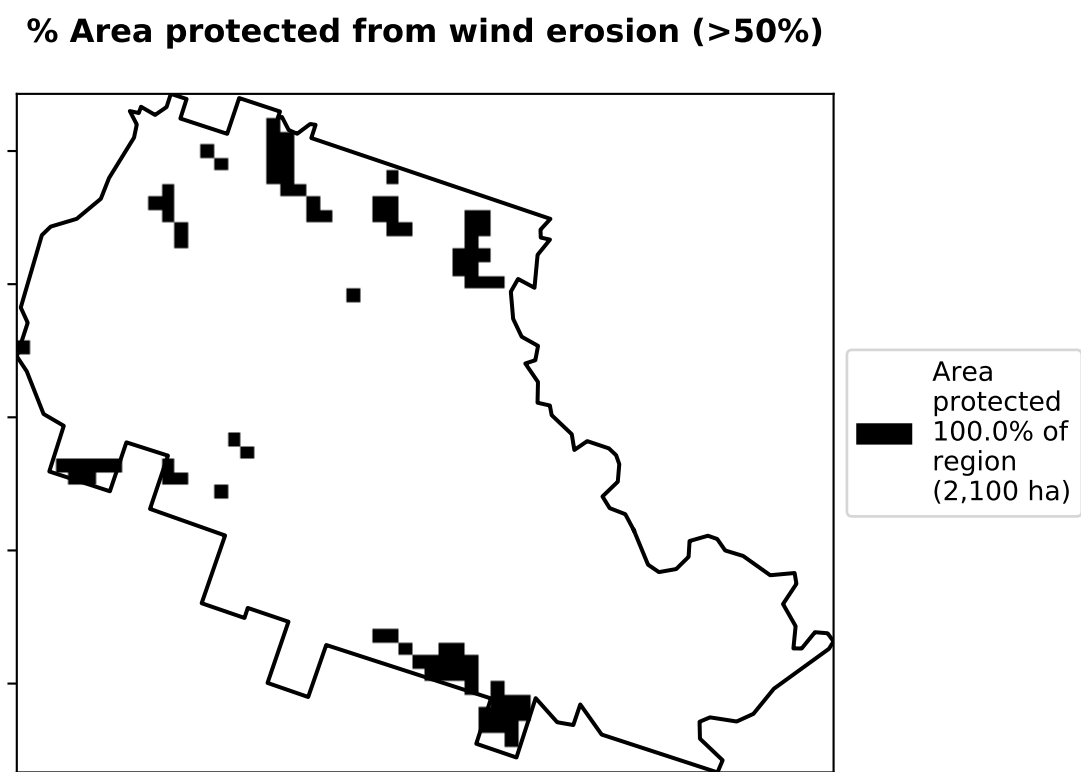 % Area protected from wind erosion (>50%)
Area
protected
100.0% of
region
(2,100 ha)